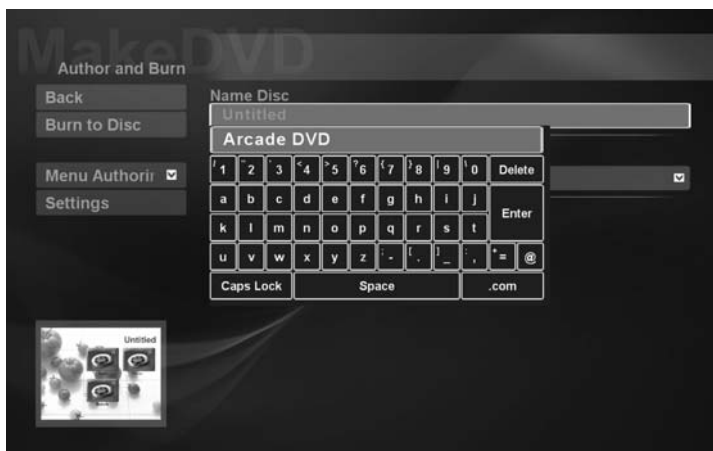 MakeDVD
Author and Burn
Back
Burn to Disc
Menu Authorir
Settings
Name Disc
Untitled
Arcade DVD
/ 1 ~ 2 ' 3 < 4 > 5 ? 6 { 7 } 8 | 9 \ 0 Delete
a b c d e f g h i j Enter
k l m n o p q r s t
u v w x y z - [ . ] _ , + = @
Caps Lock Space .com
Untitled